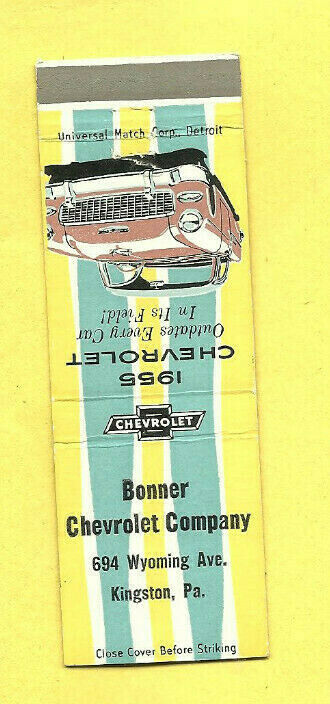 Universal Match Corp., Detroit
1955
CHEVROLET
Outdates Every Car
In Its Field!
CHEVROLET
Bonner
Chevrolet Company
694 Wyoming Ave.
Kingston, Pa.
Close Cover Before Striking